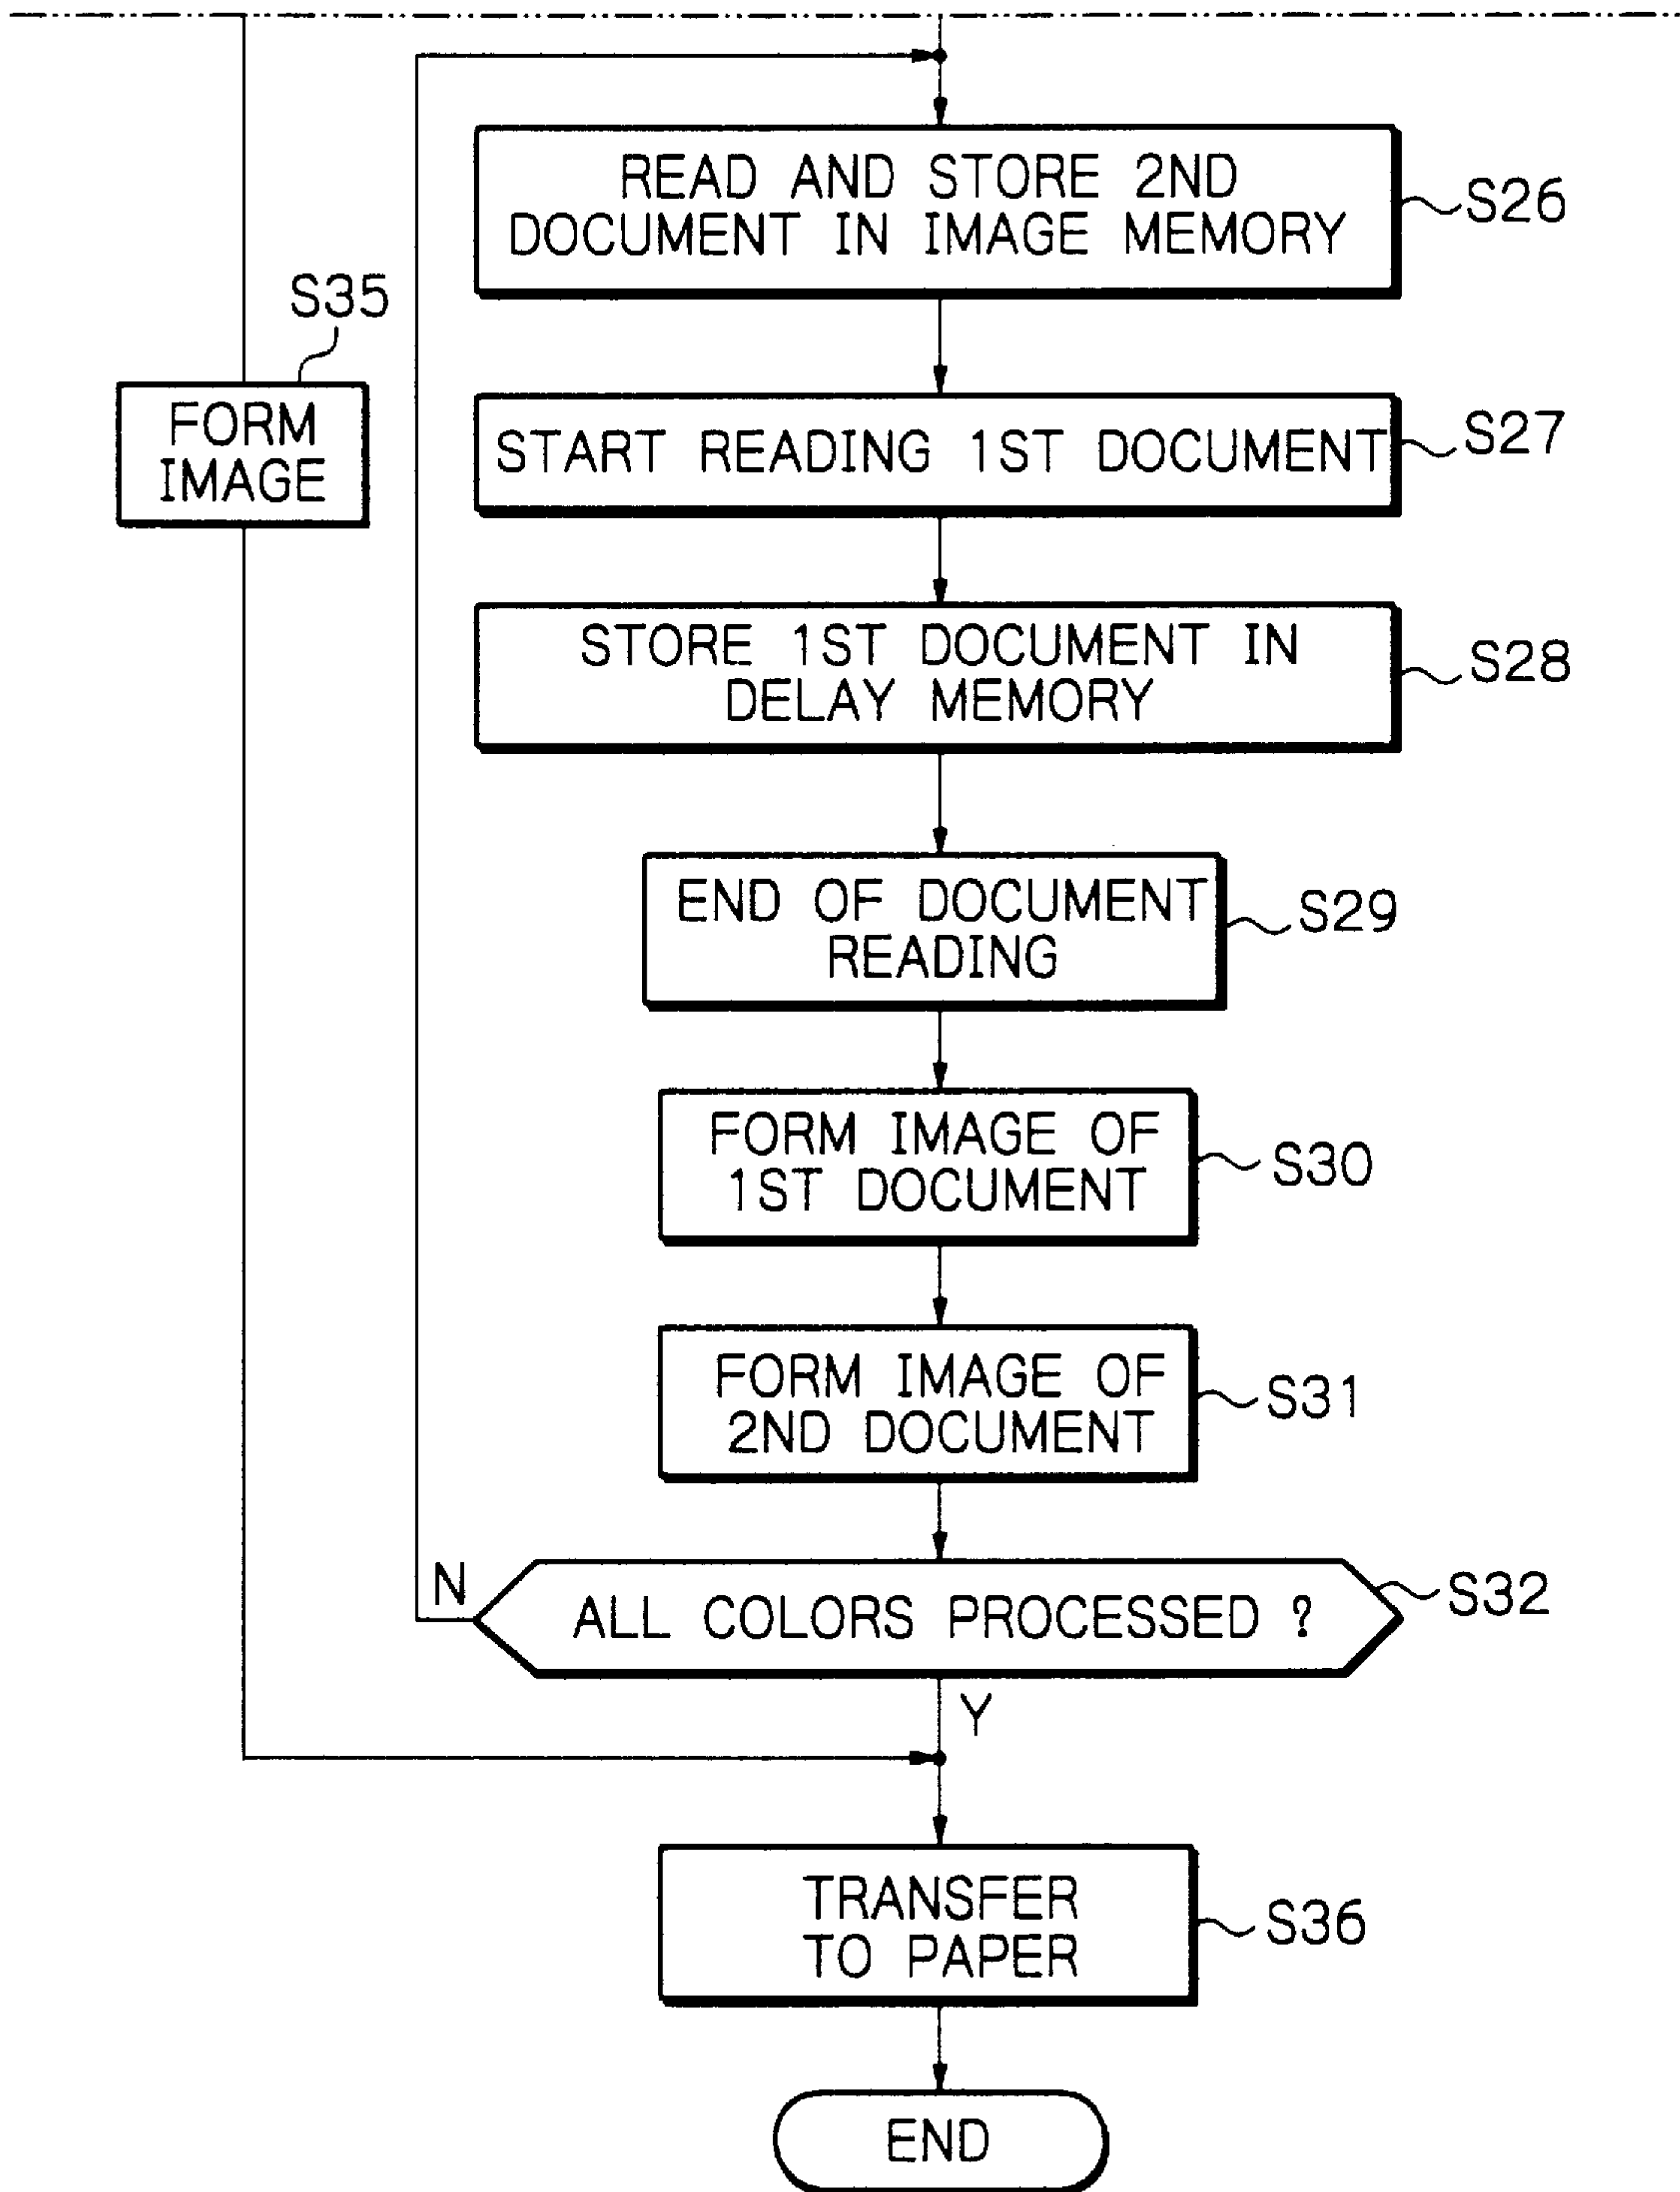 READ AND STORE 2ND
DOCUMENT IN IMAGE MEMORY
S26
S35
FORM
IMAGE
START READING 1ST DOCUMENT
S27
STORE 1ST DOCUMENT IN
DELAY MEMORY
S28
END OF DOCUMENT
READING
S29
FORM IMAGE OF
1ST DOCUMENT
S30
FORM IMAGE OF
2ND DOCUMENT
S31
N
ALL COLORS PROCESSED ?
S32
Y
TRANSFER
TO PAPER
S36
END